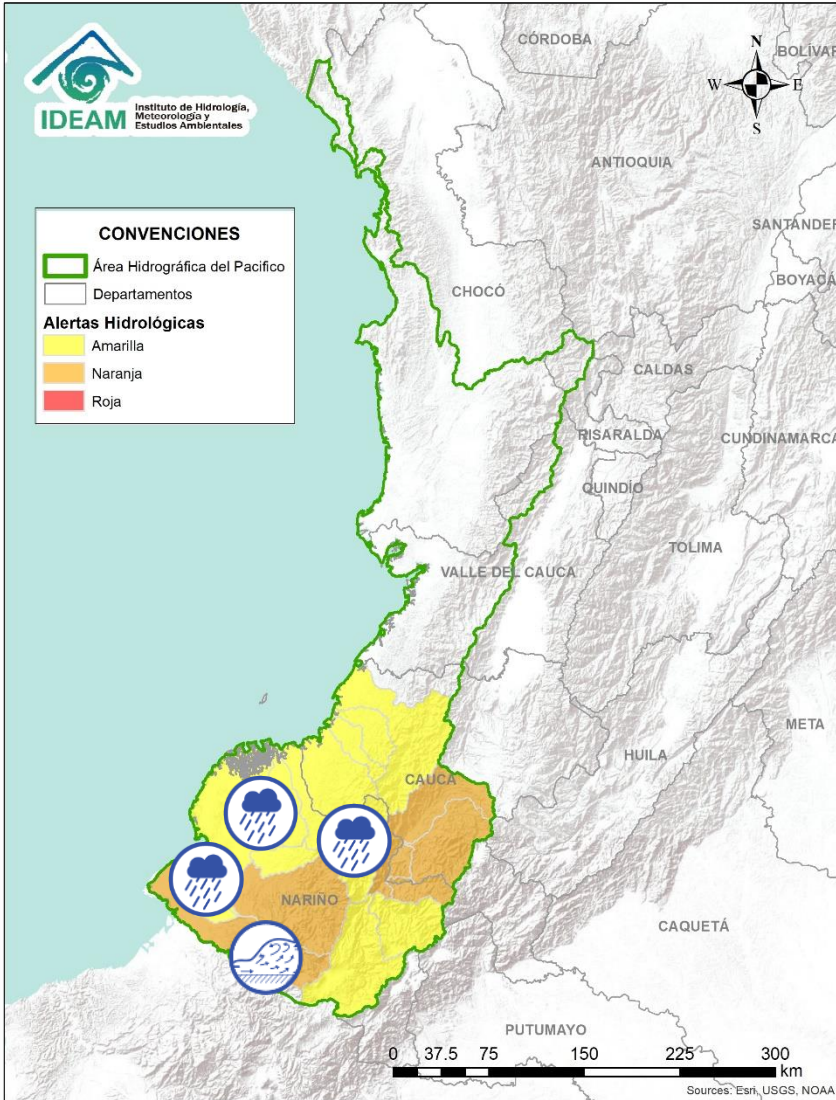 IDEAM
Instituto de Hidrología,
Meteorología y
Estudios Ambientales
N
W
E
S
CONVENCIONES
Área Hidrográfica del Pacifico
Departamentos
Alertas Hidrológicas
Amarilla
Naranja
Roja
CÓRDOBA
BOLÍVAR
ANTIOQUIA
SANTANDER
BOYACÁ
CHOCÓ
CALDAS
RISARALDA
CUNDINAMARCA
QUINDÍO
TOLIMA
VALLE DEL CAUCA
META
HUILA
CAUCA
NARIÑO
CAQUETÁ
PUTUMAYO
0 37.5 75 150 225 300
km
Sources: Esri, USGS, NOAA